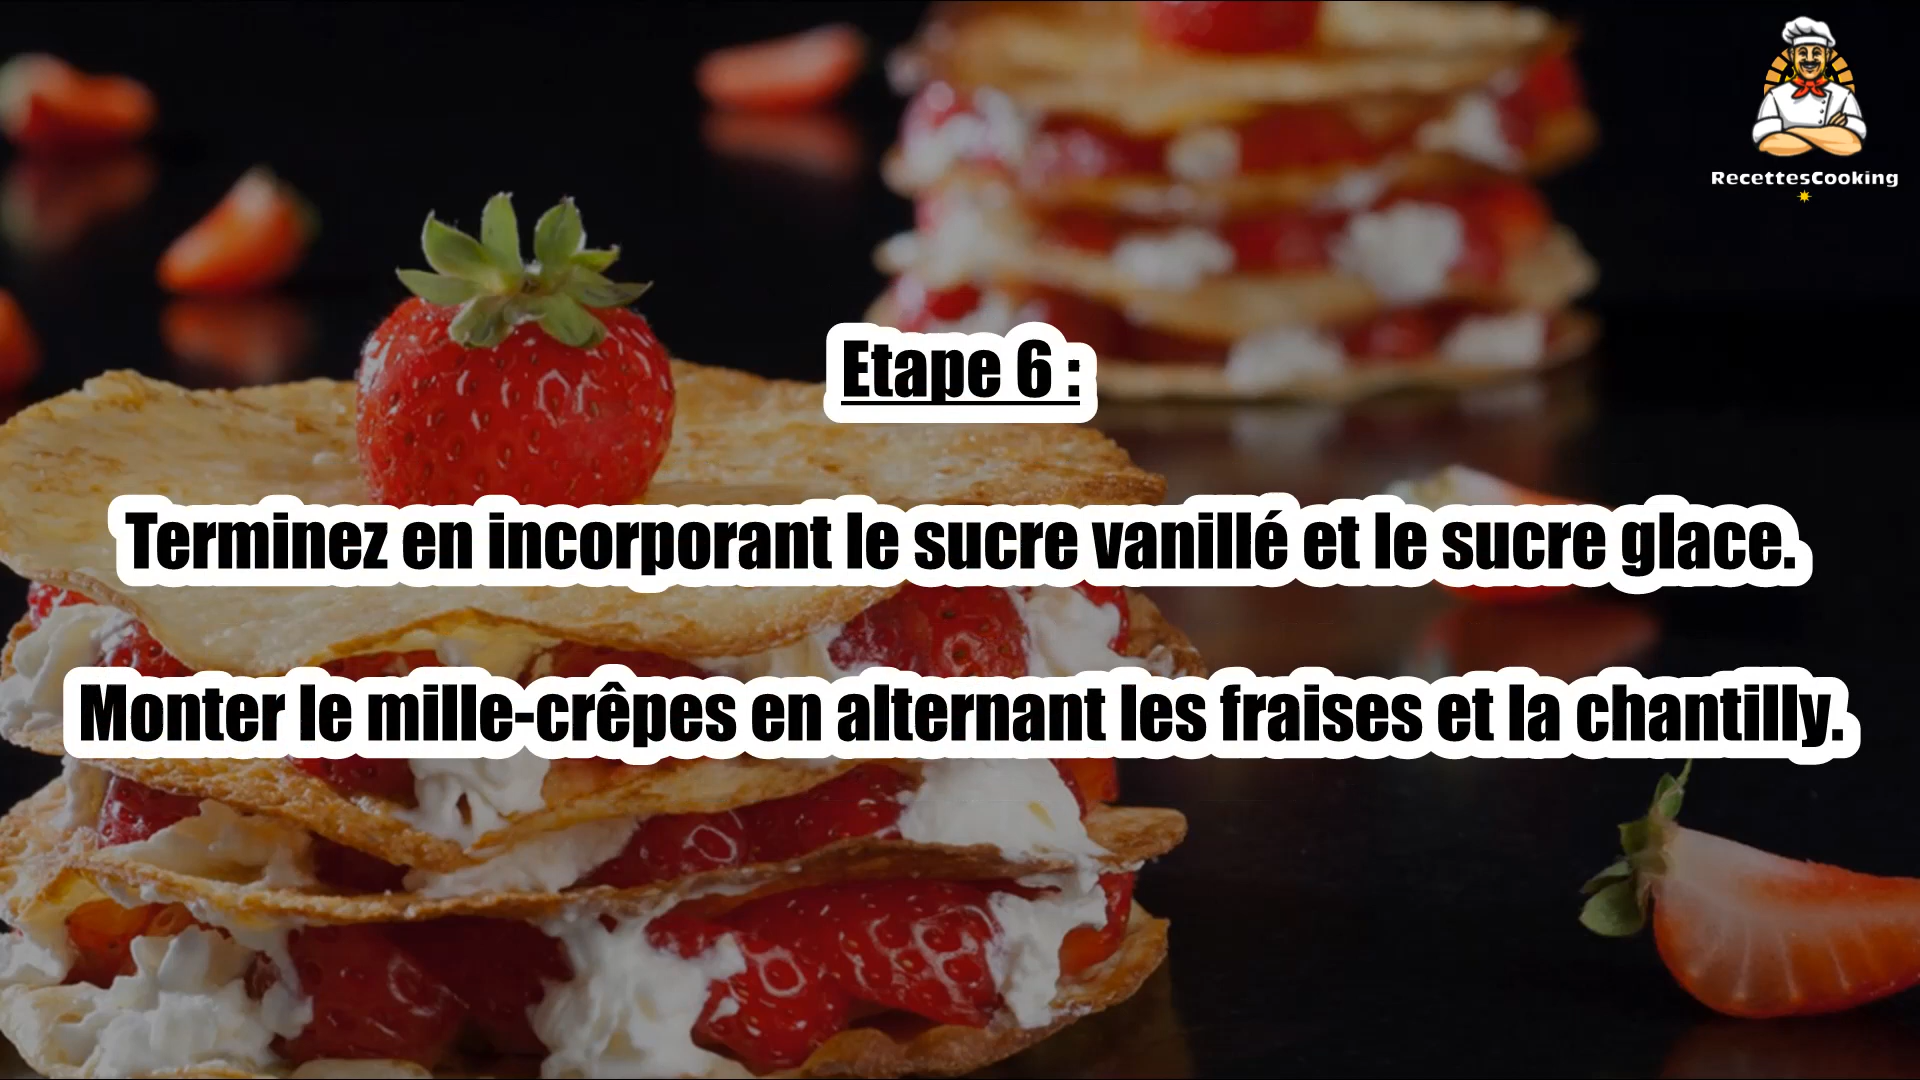 RecettesCooking
Etape 6 :
Terminez en incorporant le sucre vanillé et le sucre glace.
Monter le mille-crêpes en alternant les fraises et la chantilly.